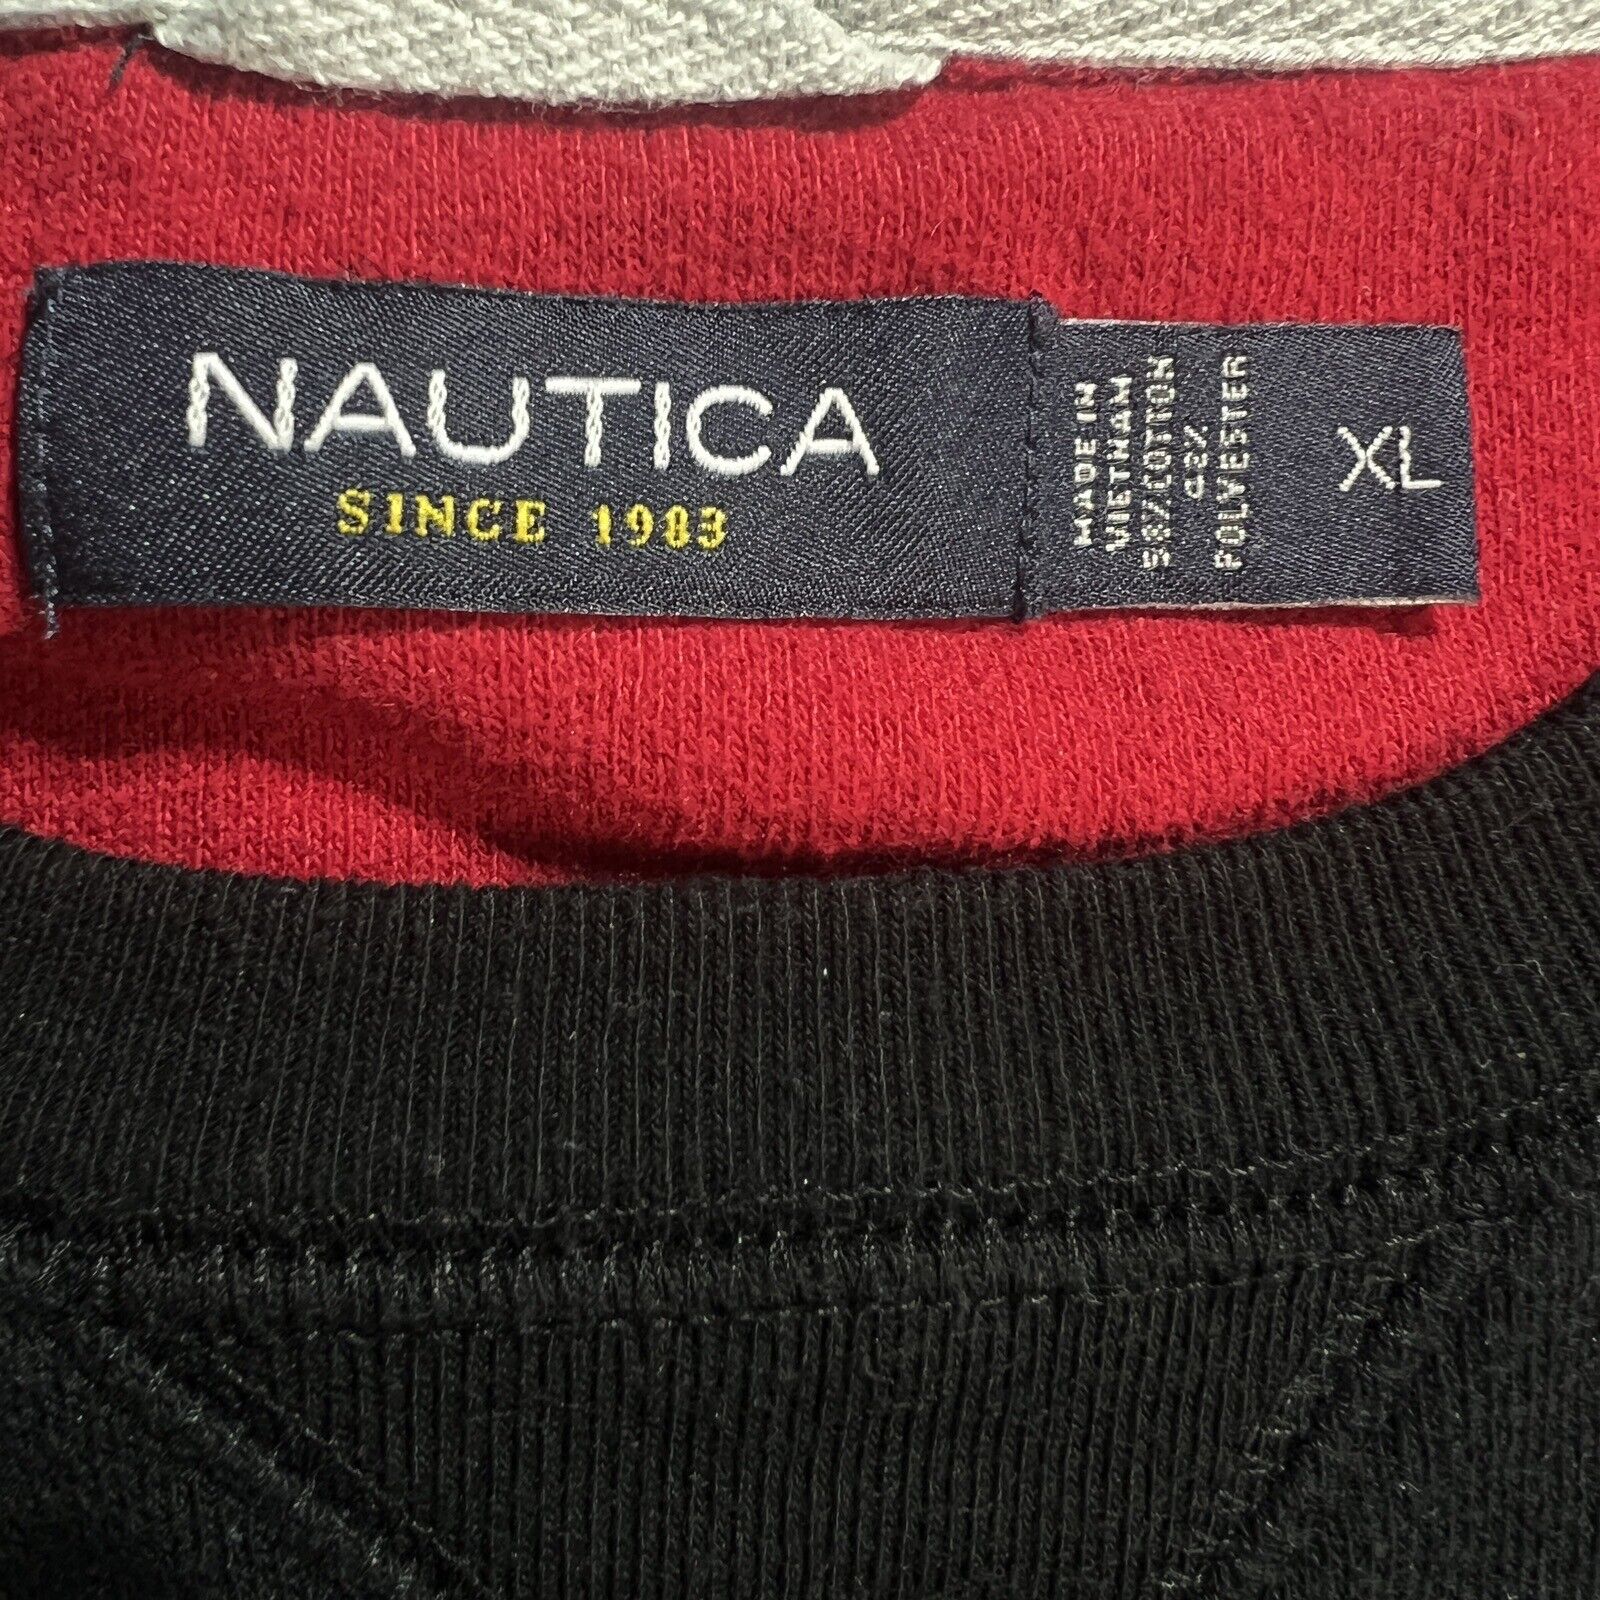 NAUTICA
SINCE 1983
MADE IN
VIETNAM
58% COTTON
42%
POLYESTER
XL